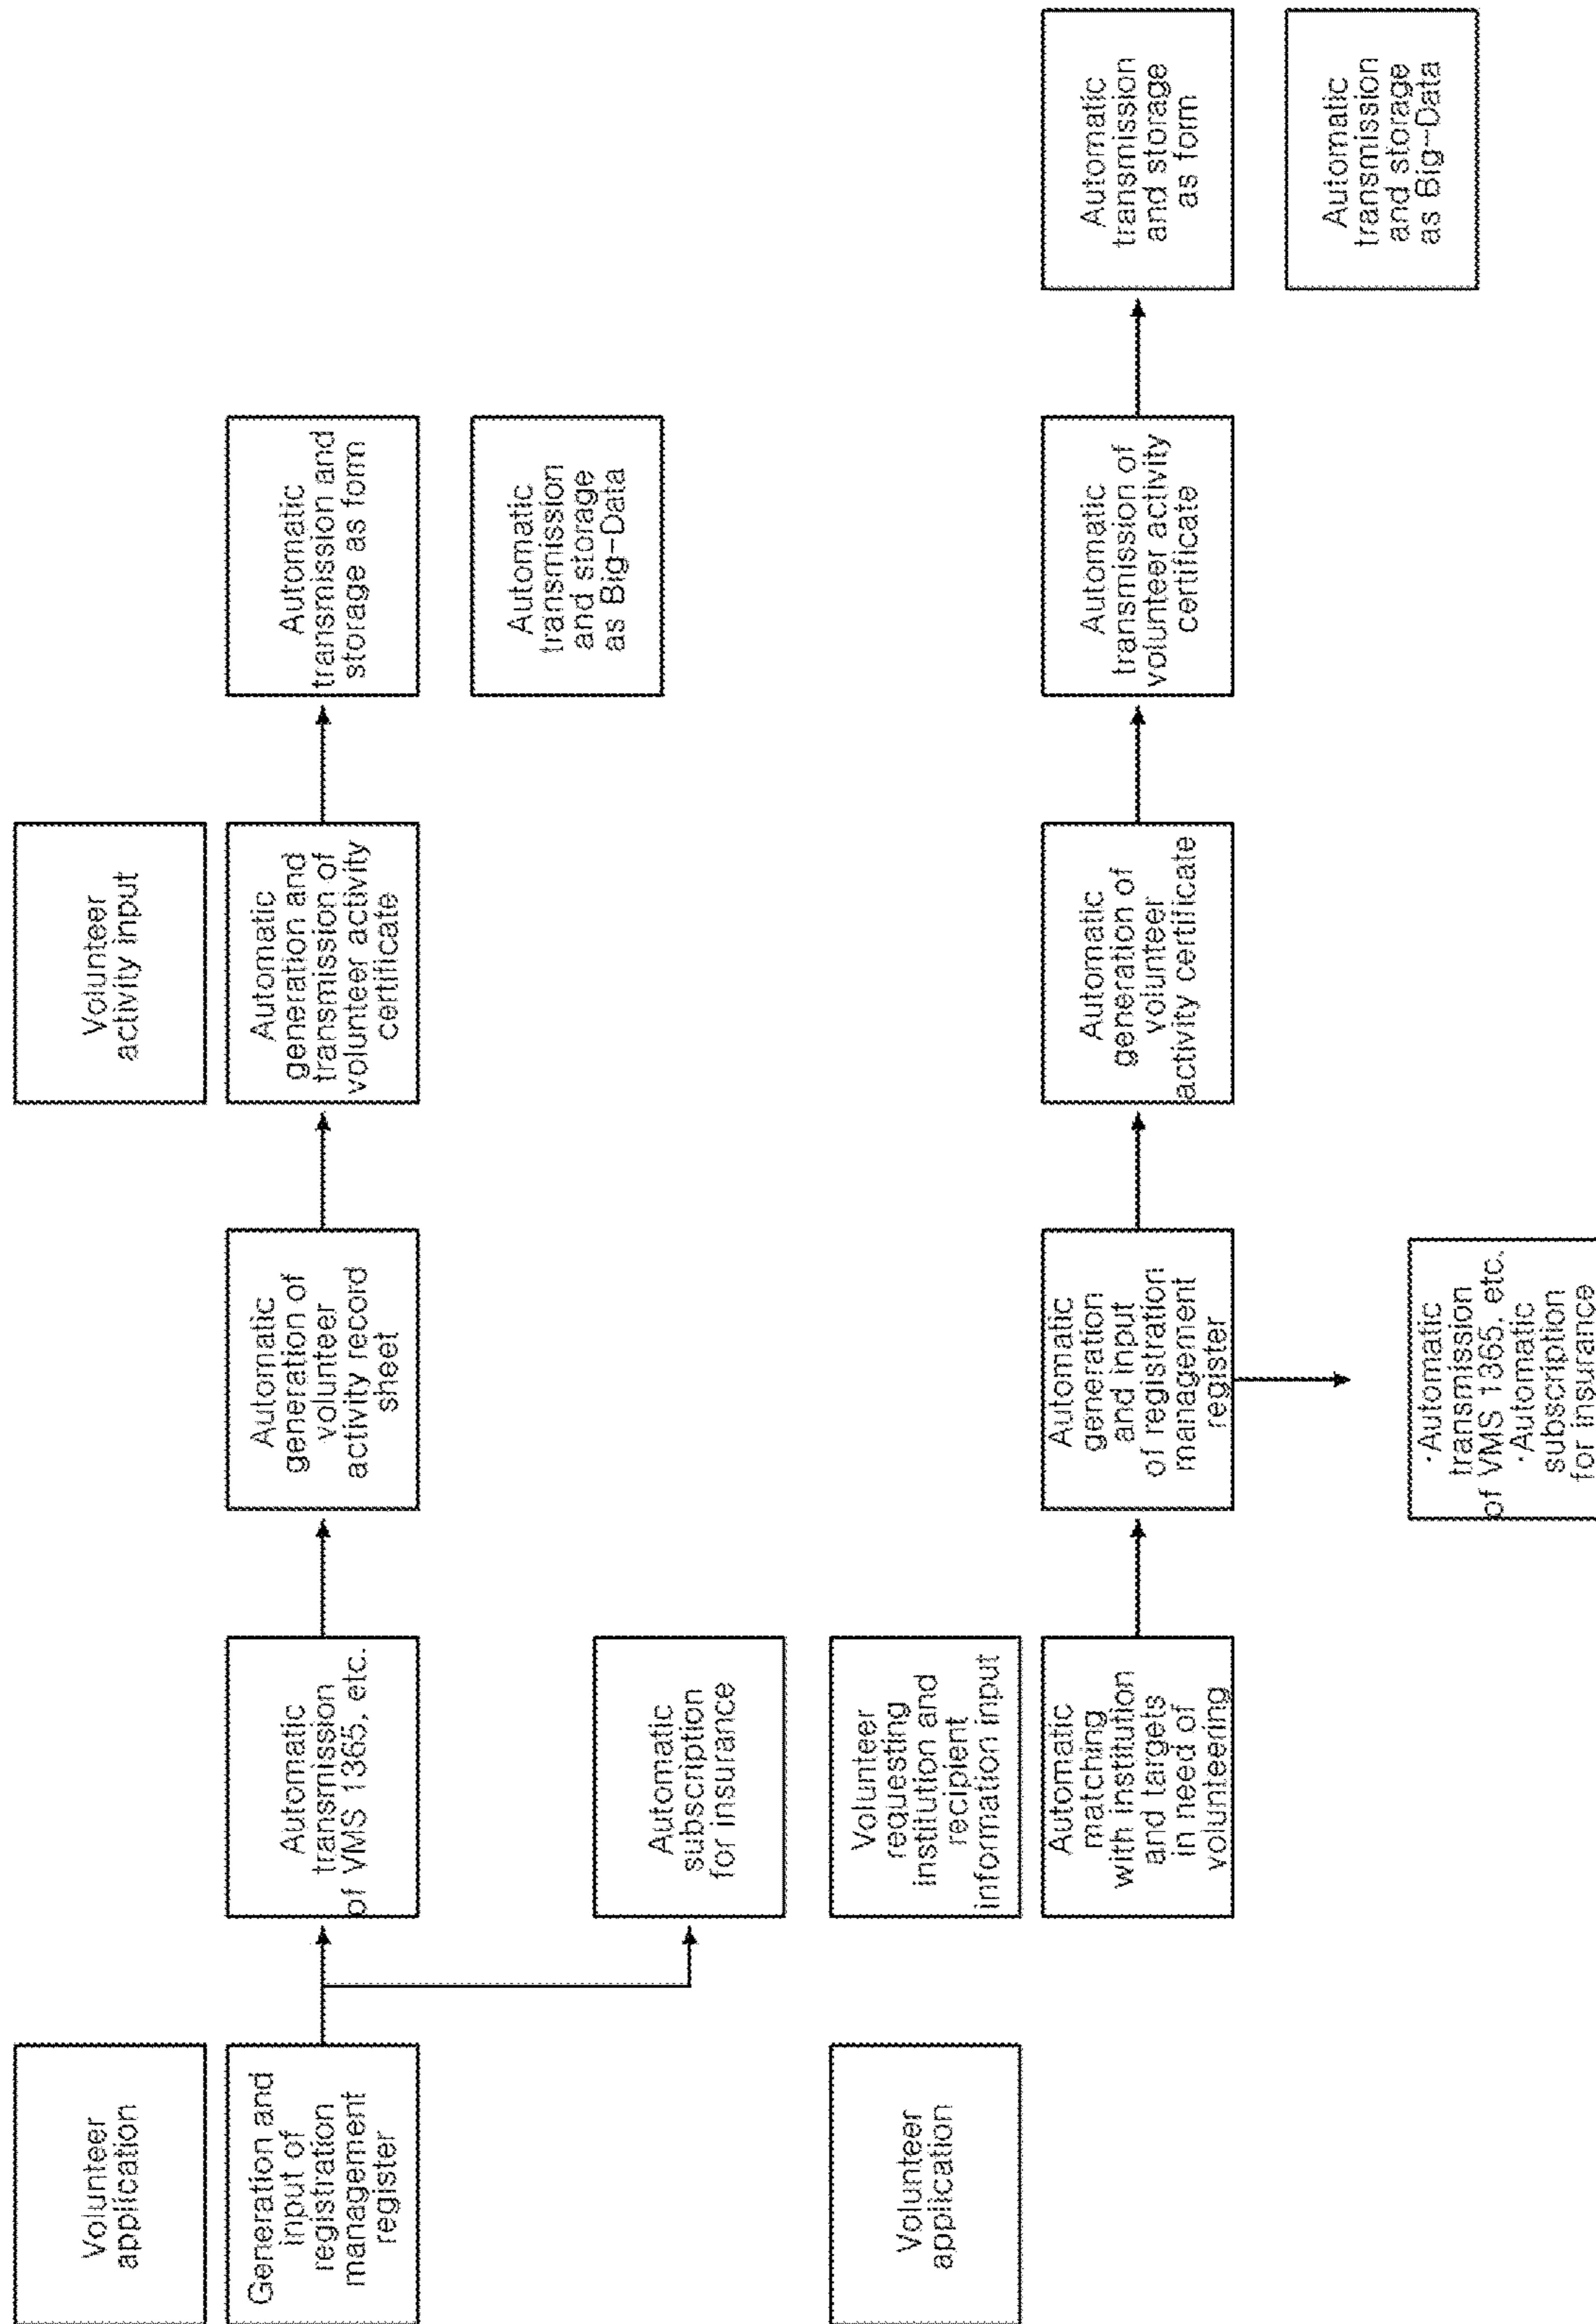 Volunteer
application
Volunteer
activity input
Generation and
input of
registration
management
register
Automatic
transmission
of VMS 1365, etc.
Automatic
generation of
volunteer
activity record
sheet
Automatic
generation and
transmission of
volunteer activity
certificate
Automatic
transmission and
storage as form
Automatic
transmission
and storage
as Big-Data
Automatic
subscription
for insurance
Volunteer
application
Volunteer
requesting
institution and
recipient
information input
Automatic
matching
with institution
and targets
in need of
volunteering
Automatic
generation
and input
of registration
management
register
Automatic
generation of
volunteer
activity certificate
Automatic
transmission of
volunteer activity
certificate
Automatic
transmission
and storage
as form
Automatic
transmission
and storage
as Big-Data
·Automatic
transmission
of VMS 1365, etc.
·Automatic
subscription
for insurance